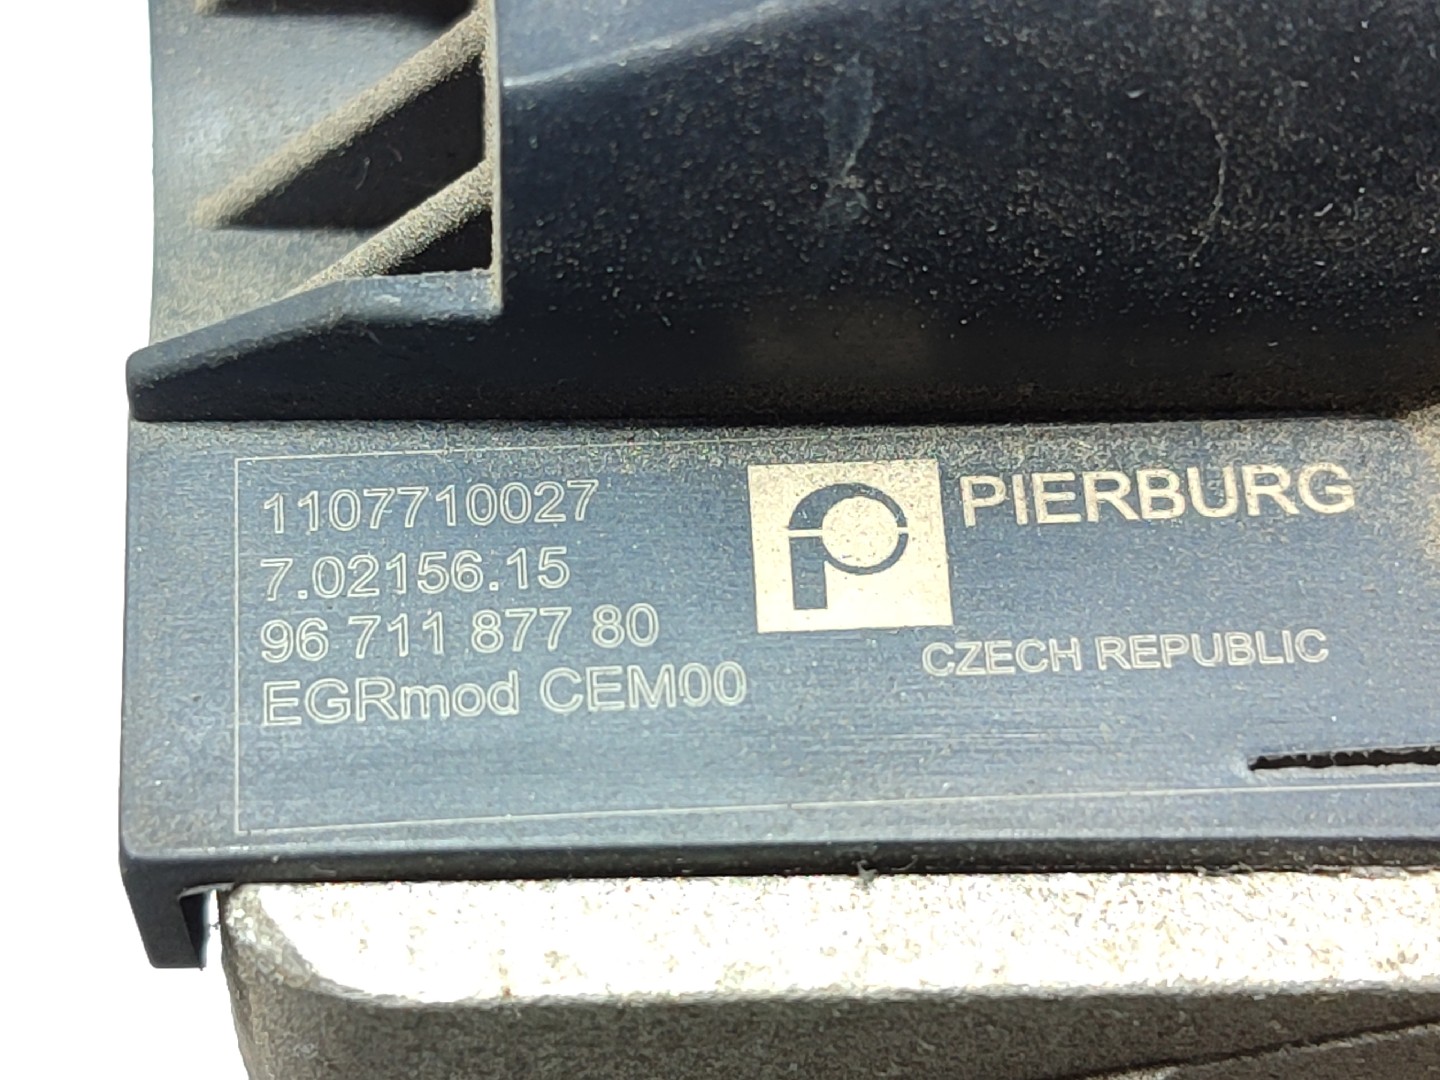 1107710027
7.02156.15
96 711 877 80
EGRmod CEM00
PIERBURG
CZECH REPUBLIC